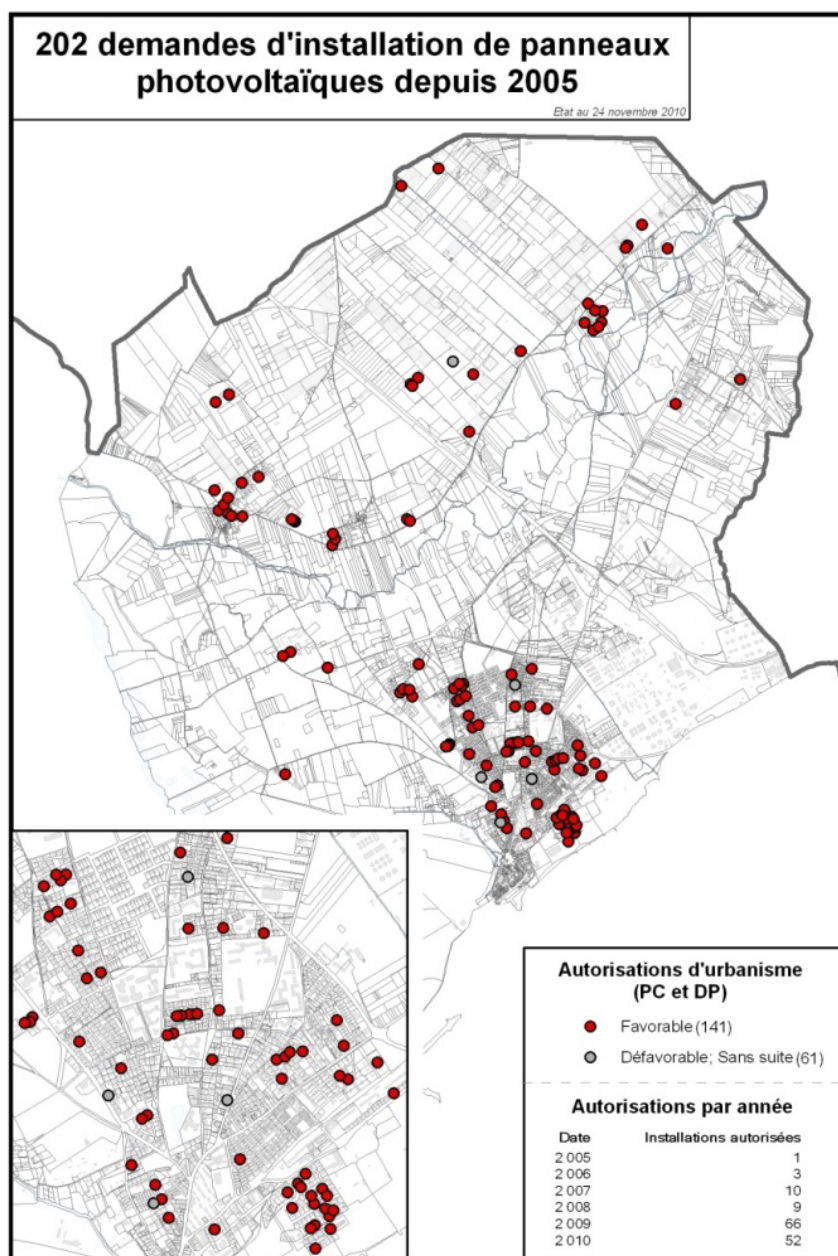 202 demandes d'installation de panneaux
photovoltaïques depuis 2005
Etat au 24 novembre 2010
Autorisations d'urbanisme
(PC et DP)
Favorable (141)
Défavorable; Sans suite (61)
Autorisations par année
Date Installations autorisées
2 005 1
2 006 3
2 007 10
2 008 9
2 009 66
2 010 52